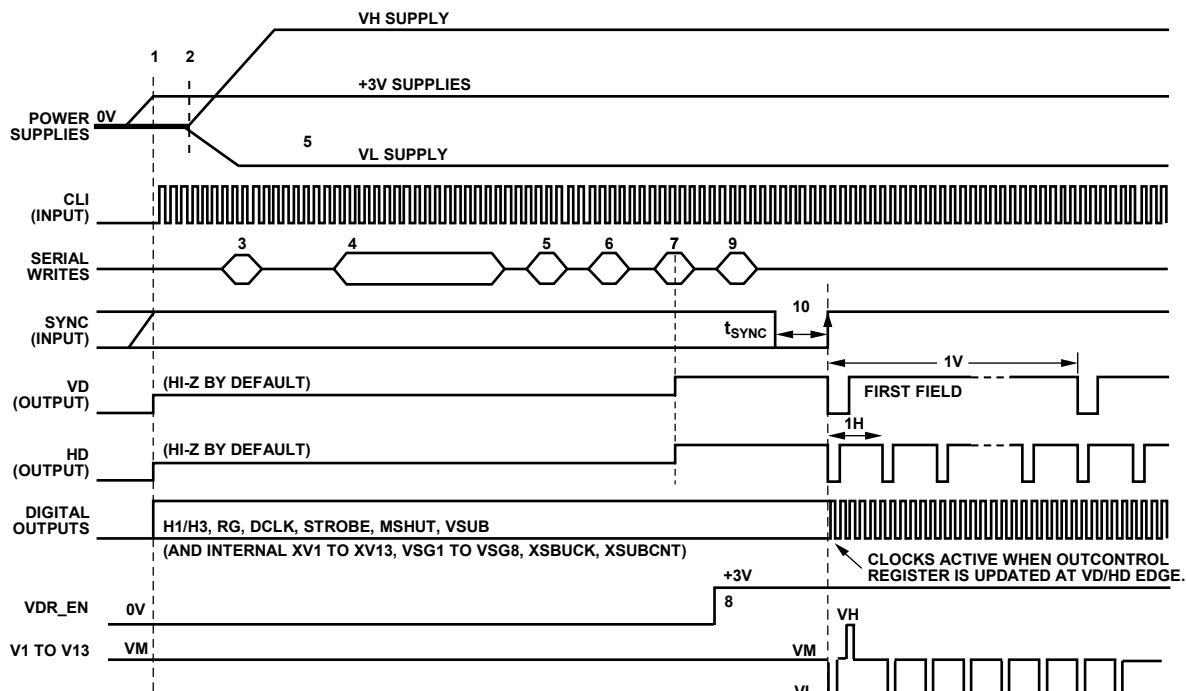 VH SUPPLY
1 2
+3V SUPPLIES
POWER 0V
SUPPLIES
5
VL SUPPLY
CLI
(INPUT)
3 4 5 6 7 9
SERIAL
WRITES
SYNC
(INPUT)
10
tSYNC
1V
VD
(OUTPUT)
(HI-Z BY DEFAULT)
FIRST FIELD
1H
HD
(OUTPUT)
(HI-Z BY DEFAULT)
DIGITAL
OUTPUTS
H1/H3, RG, DCLK, STROBE, MSHUT, VSUB
(AND INTERNAL XV1 TO XV13, VSG1 TO VSG8, XSBUCK, XSUBCNT)
CLOCKS ACTIVE WHEN OUTCONTROL
REGISTER IS UPDATED AT VD/HD EDGE.
+3V
VDR_EN 0V 8
VH
V1 TO V13 VM VM
VL